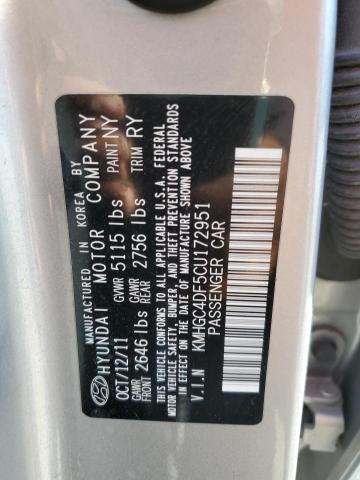 MANUFACTURED IN KOREA BY
HYUNDAI MOTOR COMPANY
OCT/12/11 GVWR 5115 lbs PAINT NY
GAWR FRONT 2646 lbs GAWR REAR 2756 lbs TRIM RY
THIS VEHICLE CONFORMS TO ALL APPLICABLE U.S.A. FEDERAL
MOTOR VEHICLE SAFETY, BUMPER, AND THEFT PREVENTION STANDARDS
IN EFFECT ON THE DATE OF MANUFACTURE SHOWN ABOVE
V.I.N KMHGC4DF5CU172951
PASSENGER CAR